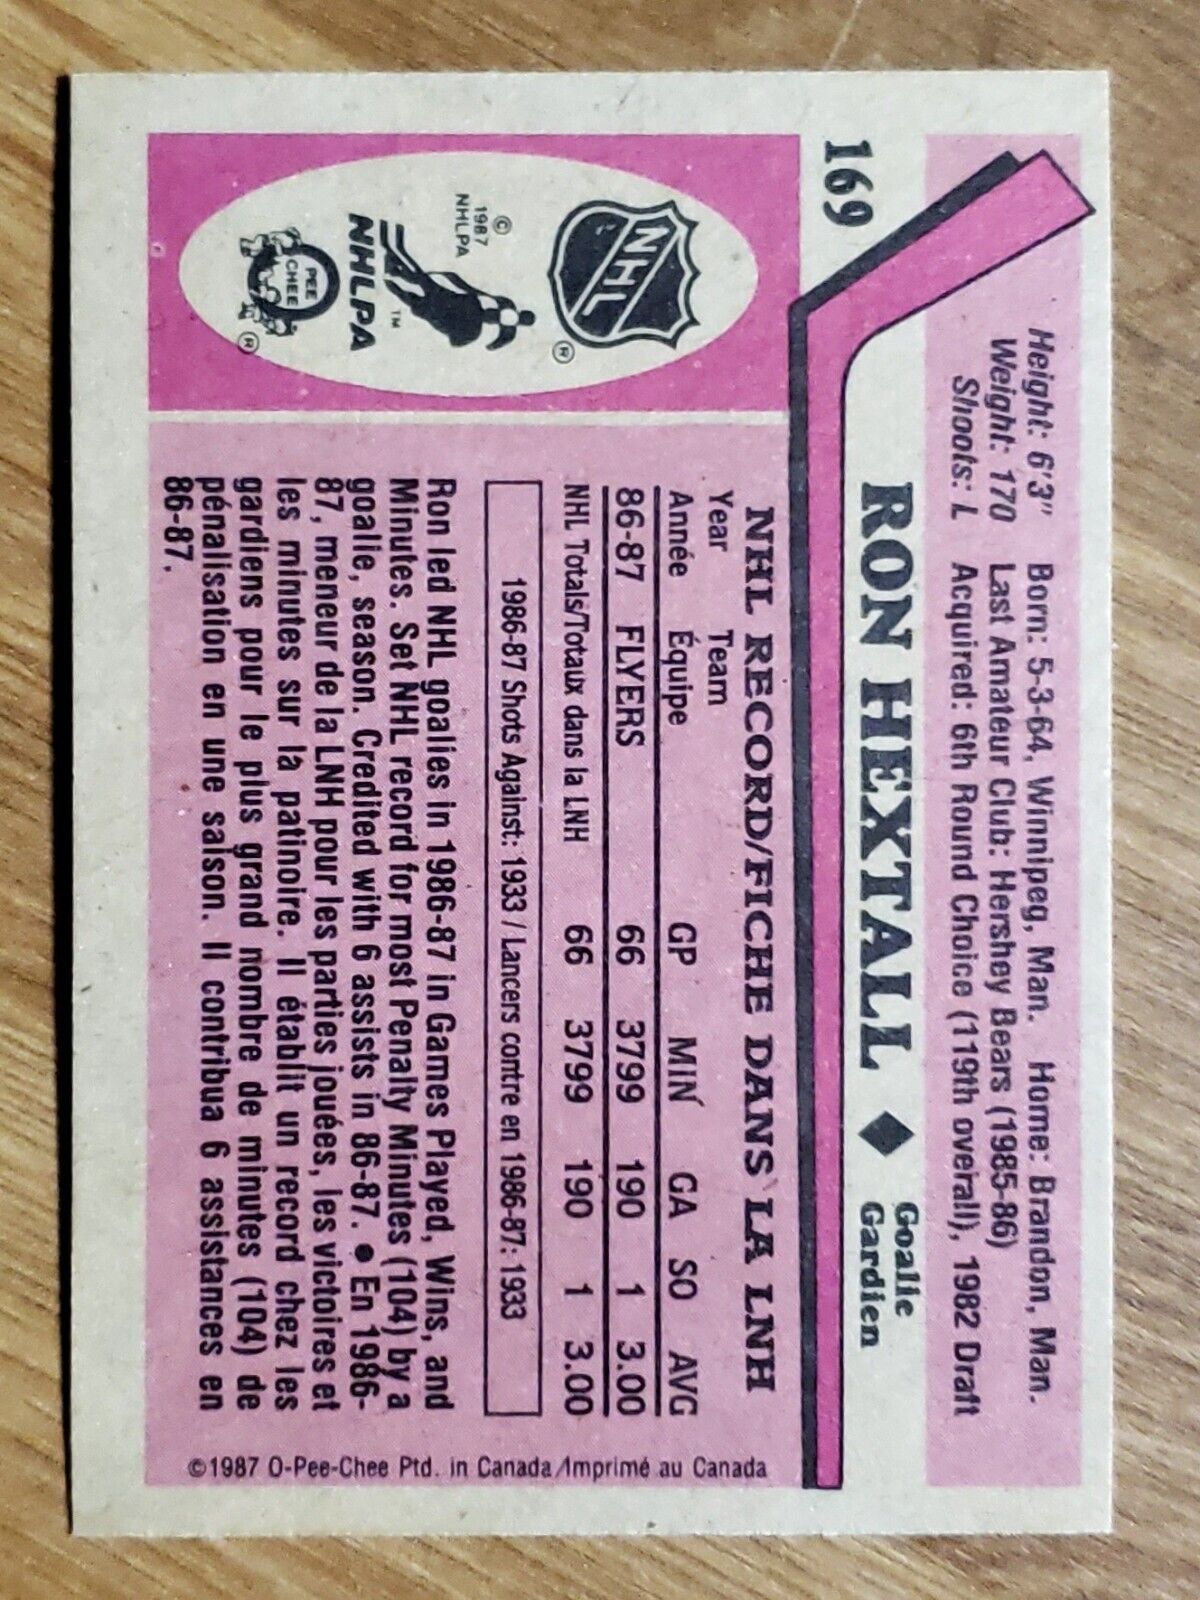 169
Height: 6'3" Born: 5-3-64, Winnipeg, Man. Home: Brandon, Man.
Weight: 170 Last Amateur Club: Hershey Bears (1985-86)
Shoots: L Acquired: 6th Round Choice (119th overall), 1982 Draft
RON HEXTALL ♦ Goalie
Gardien
NHL
®
© 1987 NHLPA
™
NHLPA
O PEE CHEE
®
NHL RECORD/FICHE DANS LA LNH
Year Team
Année Équipe GP MIN GA SO AVG
86-87 FLYERS 66 3799 190 1 3.00
NHL Totals/Totaux dans la LNH 66 3799 190 1 3.00
1986-87 Shots Against: 1933 / Lancers contre en 1986-87: 1933
Ron led NHL goalies in 1986-87 in Games Played, Wins, and
Minutes. Set NHL record for most Penalty Minutes (104) by a
goalie, season. Credited with 6 assists in 86-87. ● En 1986-
87, meneur de la LNH pour les parties jouées, les victoires et
les minutes sur la patinoire. Il établit un record chez les
gardiens pour le plus grand nombre de minutes (104) de
pénalisation en une saison. Il contribua 6 assistances en
86-87.
©1987 O-Pee-Chee Ptd. in Canada/Imprimé au Canada